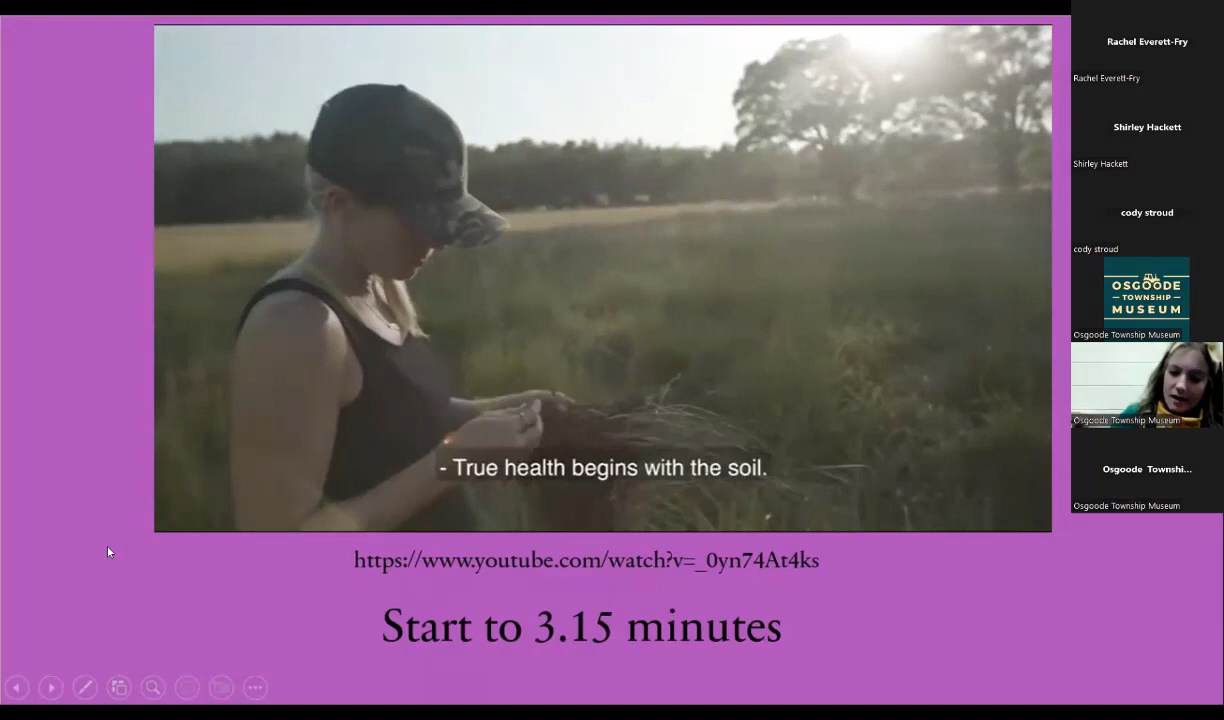 - True health begins with the soil.
https://www.youtube.com/watch?v=_0yn74At4ks
Start to 3.15 minutes
Rachel Everett-Fry
Rachel Everett-Fry
Shirley Hackett
Shirley Hackett
cody stroud
cody stroud
OSGOODE
TOWNSHIP
MUSEUM
Osgoode Township Museum
Osgoode Township Museum
Osgoode Townshi...
Osgoode Township Museum